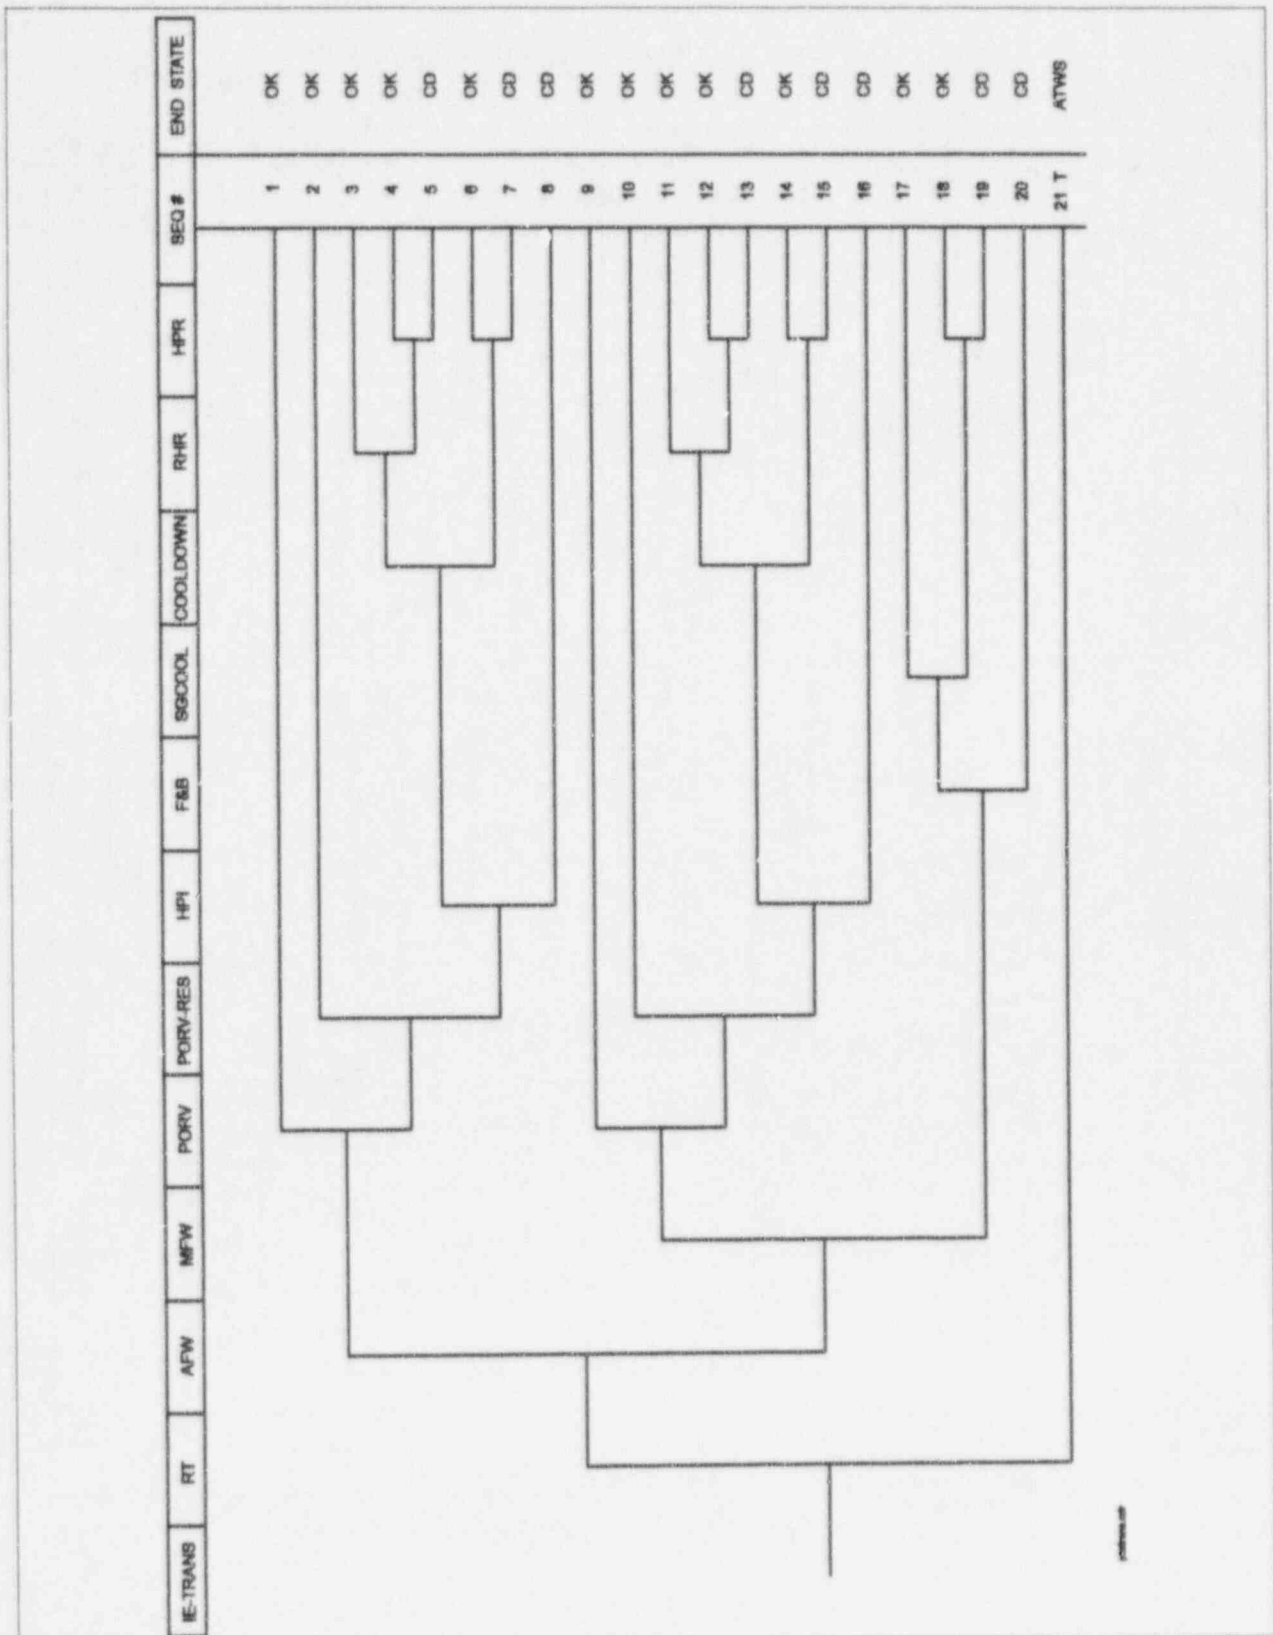 IE-TRANS RT AFW MFW PORV PORV-RES HPI F&B SGCOOL COOLDOWN RHR HPR SEQ # END STATE
1 OK
2 OK
3 OK
4 OK
5 CD
6 OK
7 CD
8 CD
9 OK
10 OK
11 OK
12 OK
13 CD
14 OK
15 CD
16 CD
17 OK
18 OK
19 CD
20 CD
21 T ATWS